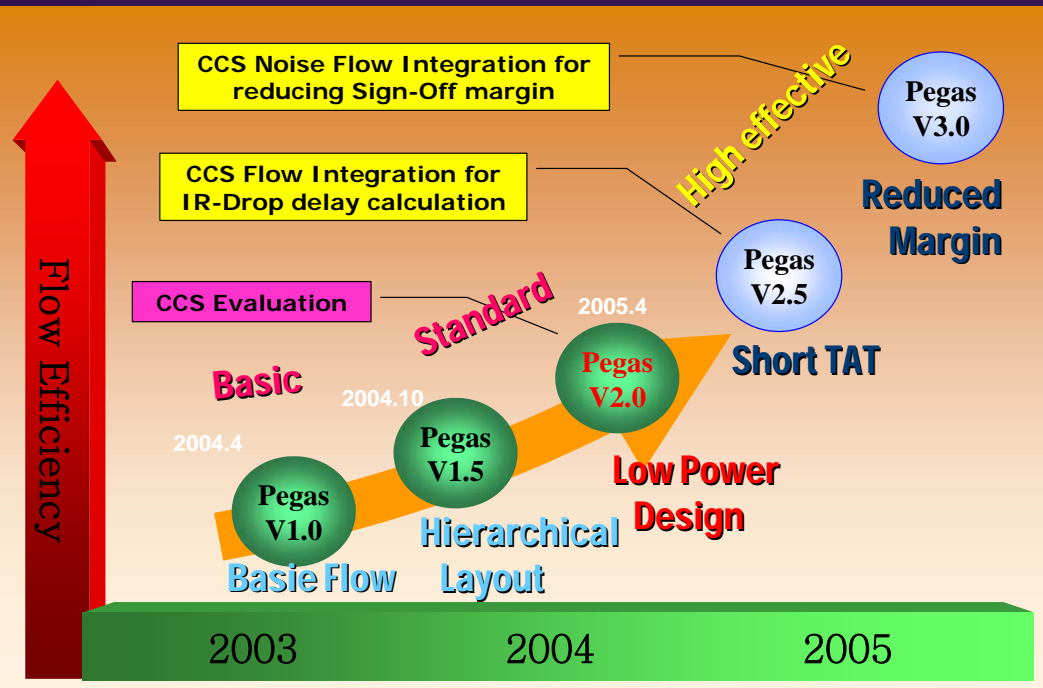 CCS Noise Flow Integration for
reducing Sign-Off margin
High effective
Pegas
V3.0
Reduced
Margin
CCS Flow Integration for
IR-Drop delay calculation
Pegas
V2.5
Short TAT
CCS Evaluation
Standard
2005.4
Pegas
V2.0
Low Power
Design
Basic
2004.10
Pegas
V1.5
Hierarchical
Layout
2004.4
Pegas
V1.0
Basie Flow
Flow Efficiency
2003
2004
2005